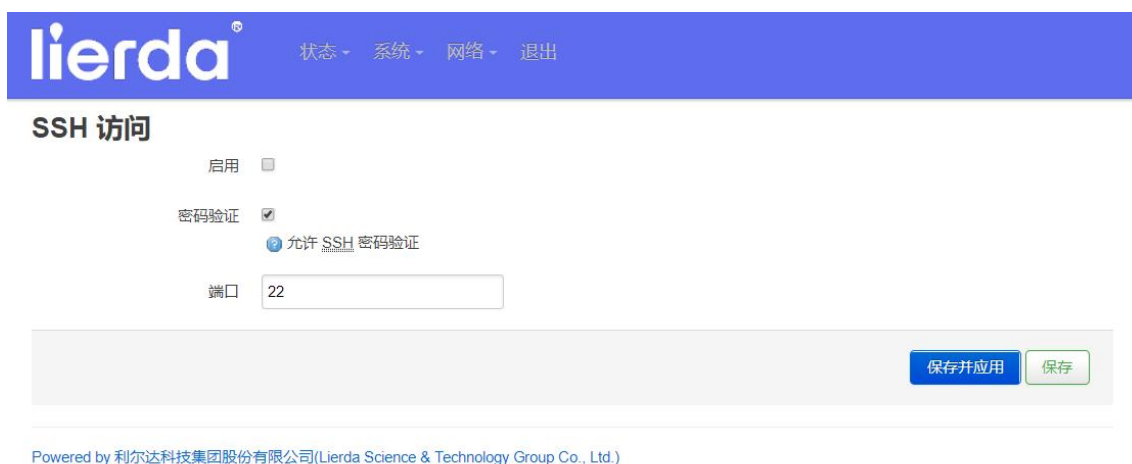 lierda®
状态 系统 网络 退出
SSH 访问
启用
密码验证
允许 SSH 密码验证
端口 22
保存并应用 保存
Powered by 利尔达科技集团股份有限公司(Lierda Science & Technology Group Co., Ltd.)